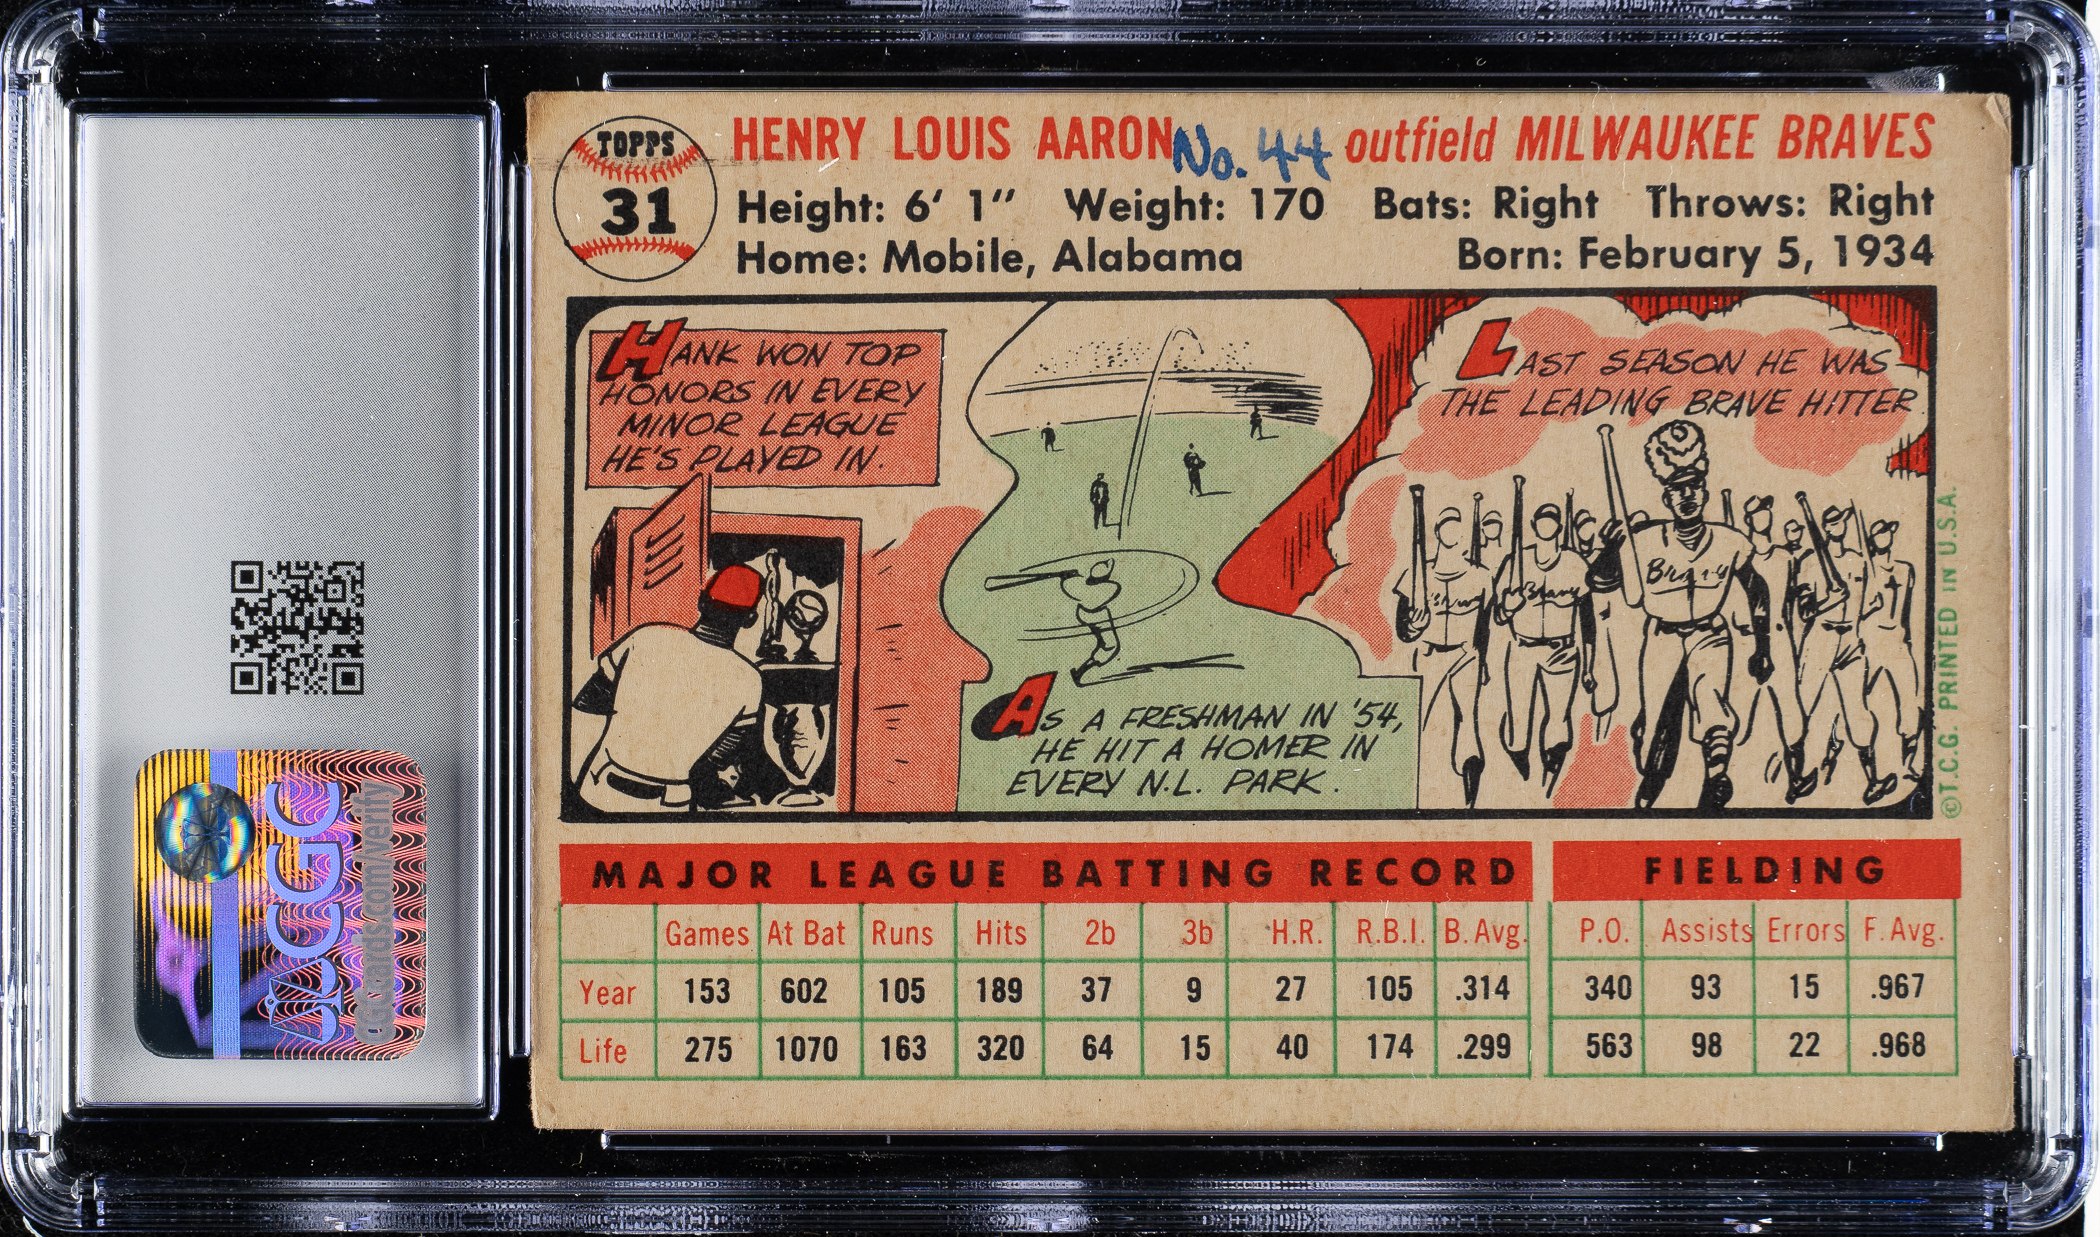 TOPPS
31
HENRY LOUIS AARON No. 44 outfield MILWAUKEE BRAVES
Height: 6' 1" Weight: 170 Bats: Right Throws: Right
Home: Mobile, Alabama Born: February 5, 1934
HANK WON TOP
HONORS IN EVERY
MINOR LEAGUE
HE'S PLAYED IN.
AS A FRESHMAN IN '54,
HE HIT A HOMER IN
EVERY N.L. PARK.
LAST SEASON HE WAS
THE LEADING BRAVE HITTER.
Braves
©T.C.G. PRINTED IN U.S.A.
MAJOR LEAGUE BATTING RECORD FIELDING
Games At Bat Runs Hits 2b 3b H.R. R.B.I. B. Avg. P.O. Assists Errors F. Avg.
Year 153 602 105 189 37 9 27 105 .314 340 93 15 .967
Life 275 1070 163 320 64 15 40 174 .299 563 98 22 .968
CGC
cgccards.com/verify